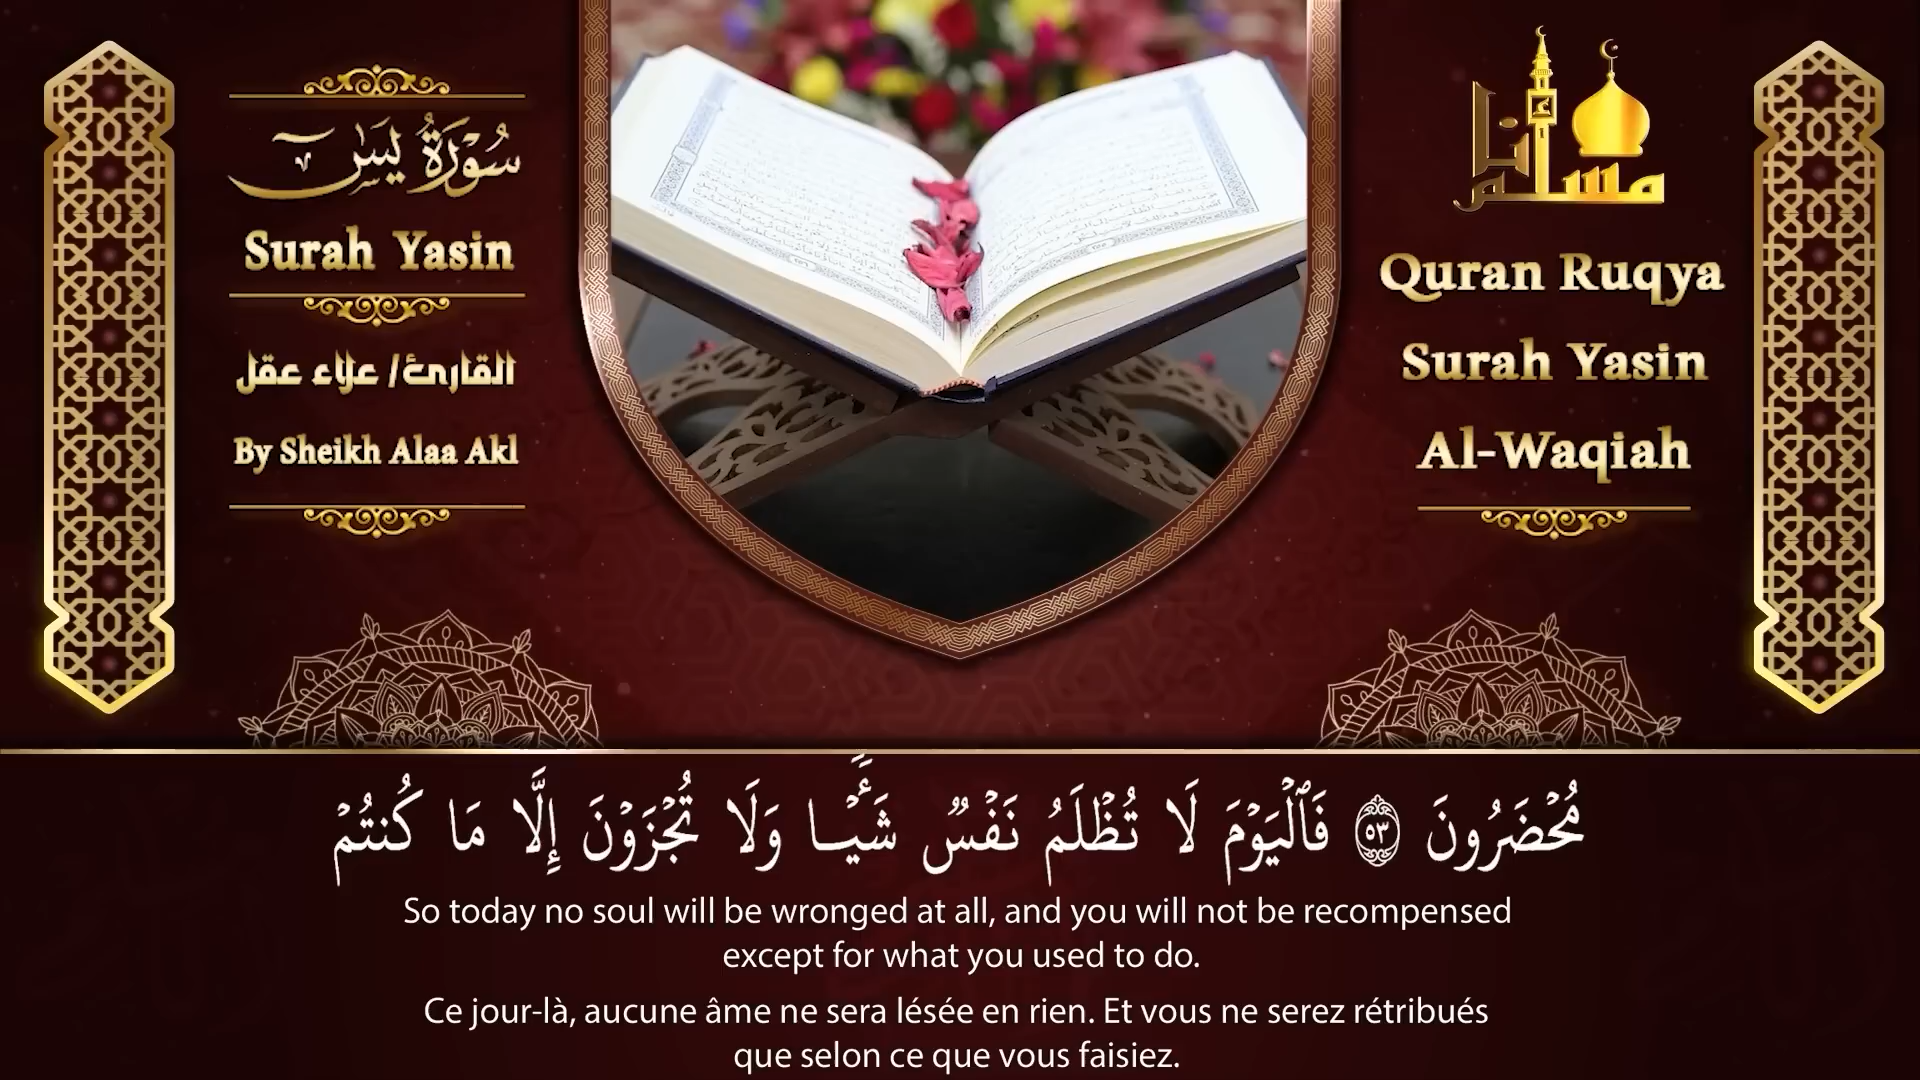 سُورَةُ يسٓ
Surah Yasin
القارئ/ علاء عقل
By Sheikh Alaa Akl
أنا مسلم
Quran Ruqya
Surah Yasin
Al-Waqiah
مُحْضَرُونَ ٥٣ فَٱلْيَوْمَ لَا تُظْلَمُ نَفْسٌ شَيْـًٔا وَلَا تُجْزَوْنَ إِلَّا مَا كُنتُمْ
So today no soul will be wronged at all, and you will not be recompensed
except for what you used to do.
Ce jour-là, aucune âme ne sera lésée en rien. Et vous ne serez rétribués
que selon ce que vous faisiez.